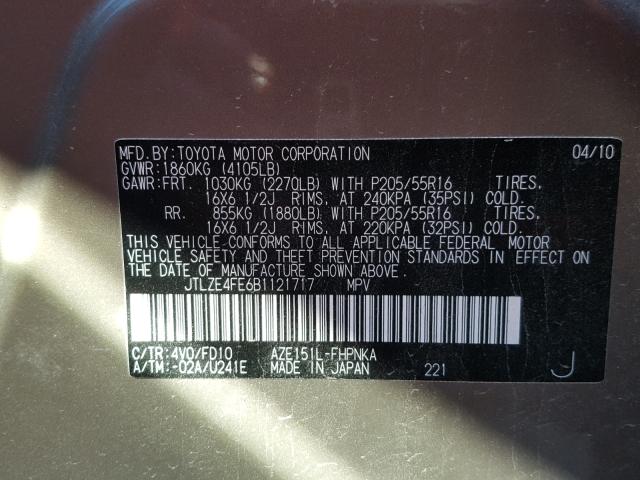 MFD.BY:TOYOTA MOTOR CORPORATION 04/10
GVWR:1860KG (4105LB)
GAWR:FRT. 1030KG (2270LB) WITH P205/55R16 TIRES,
16X6 1/2J RIMS, AT 240KPA (35PSI) COLD.
RR. 855KG (1880LB) WITH P205/55R16 TIRES,
16X6 1/2J RIMS, AT 220KPA (32PSI) COLD.
THIS VEHICLE CONFORMS TO ALL APPLICABLE FEDERAL MOTOR
VEHICLE SAFETY AND THEFT PREVENTION STANDARDS IN EFFECT
ON THE DATE OF MANUFACTURE SHOWN ABOVE.
JTLZE4FE6B1121717 MPV
C/TR:4V0/FD10 AZE151L-FHPNKA
A/TM:-02A/U241E MADE IN JAPAN 221 J